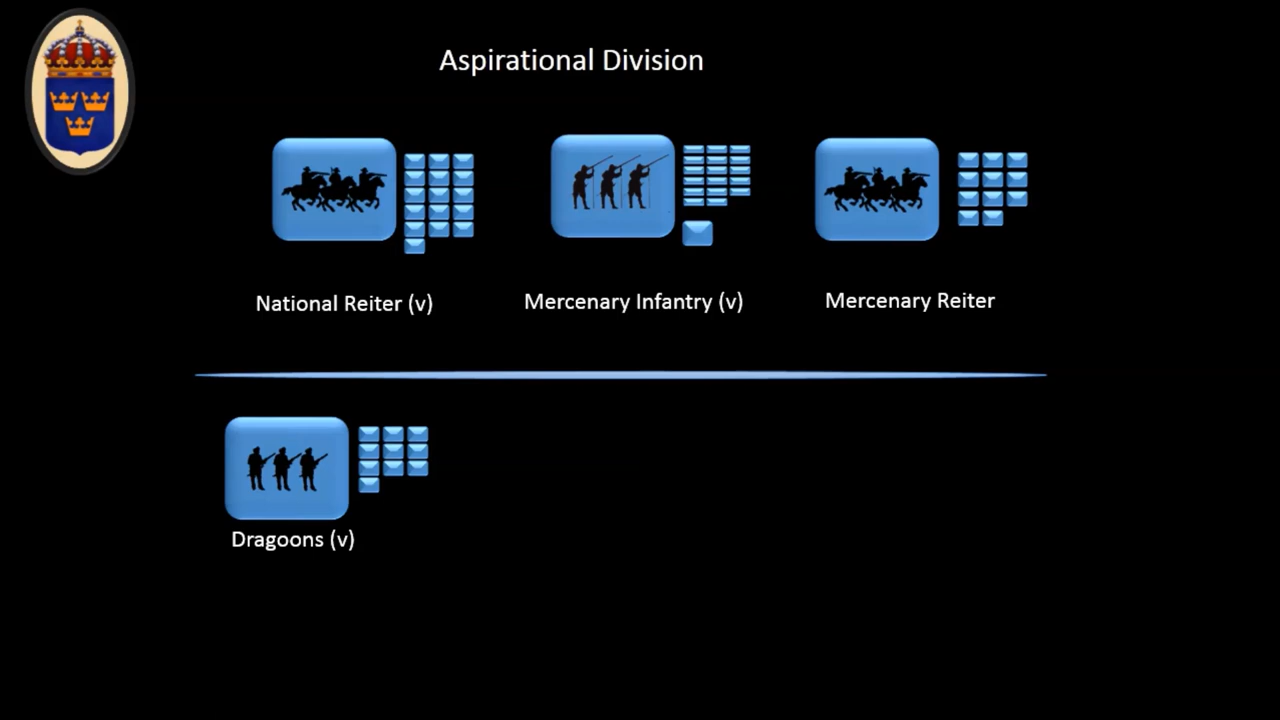 Aspirational Division
National Reiter (v)
Mercenary Infantry (v)
Mercenary Reiter
Dragoons (v)